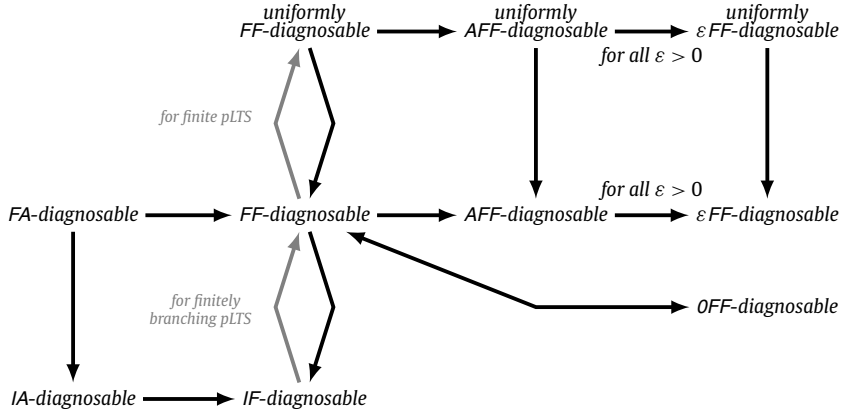 uniformly uniformly uniformly
FF-diagnosable AFF-diagnosable εFF-diagnosable
for all ε > 0
for finite pLTS
for all ε > 0
FA-diagnosable FF-diagnosable AFF-diagnosable εFF-diagnosable
for finitely
branching pLTS
0FF-diagnosable
IA-diagnosable IF-diagnosable